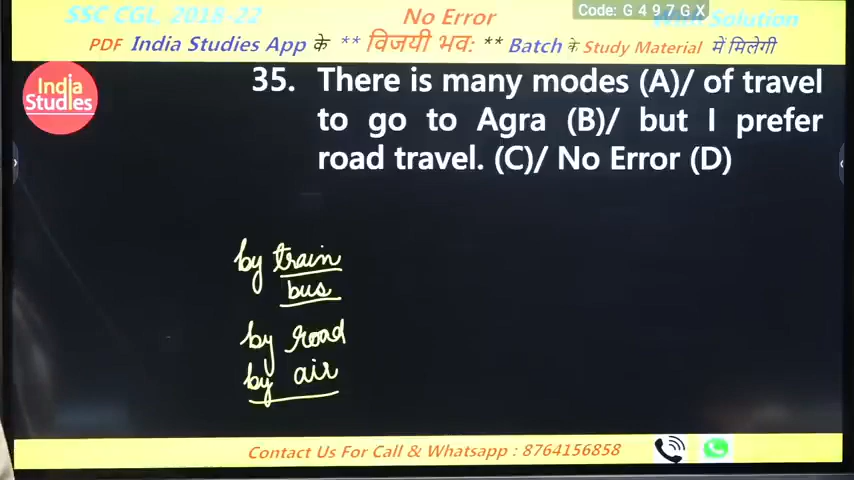 SSC CGL, 2018-22
No Error
Code: G 4 9 7 G X
With Solution
PDF India Studies App के ** विजयी भव: ** Batch के Study Material में मिलेगी
India
Studies
35. There is many modes (A)/ of travel
to go to Agra (B)/ but I prefer
road travel. (C)/ No Error (D)
by train
bus
by road
by air
Contact Us For Call & Whatsapp : 8764156858